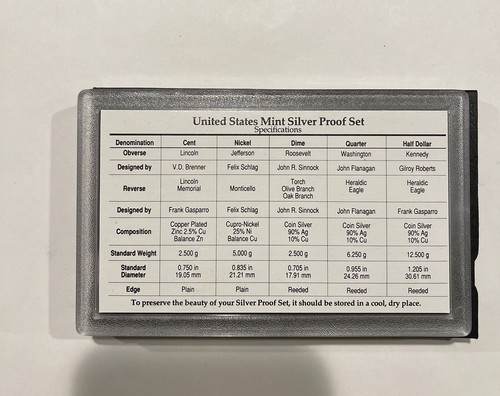 United States Mint Silver Proof Set
Specifications
Denomination Cent Nickel Dime Quarter Half Dollar
Obverse Lincoln Jefferson Roosevelt Washington Kennedy
Designed by V.D. Brenner Felix Schlag John R. Sinnock John Flanagan Gilroy Roberts
Reverse Lincoln Memorial Monticello Torch Olive Branch Oak Branch Heraldic Eagle Heraldic Eagle
Designed by Frank Gasparro Felix Schlag John R. Sinnock John Flanagan Frank Gasparro
Composition Copper Plated Zinc 2.5% Cu Balance Zn Cupro-Nickel 25% Ni Balance Cu Coin Silver 90% Ag 10% Cu Coin Silver 90% Ag 10% Cu Coin Silver 90% Ag 10% Cu
Standard Weight 2.500 g 5.000 g 2.500 g 6.250 g 12.500 g
Standard Diameter 0.750 in 19.05 mm 0.835 in 21.21 mm 0.705 in 17.91 mm 0.955 in 24.26 mm 1.205 in 30.61 mm
Edge Plain Plain Reeded Reeded Reeded
To preserve the beauty of your Silver Proof Set, it should be stored in a cool, dry place.